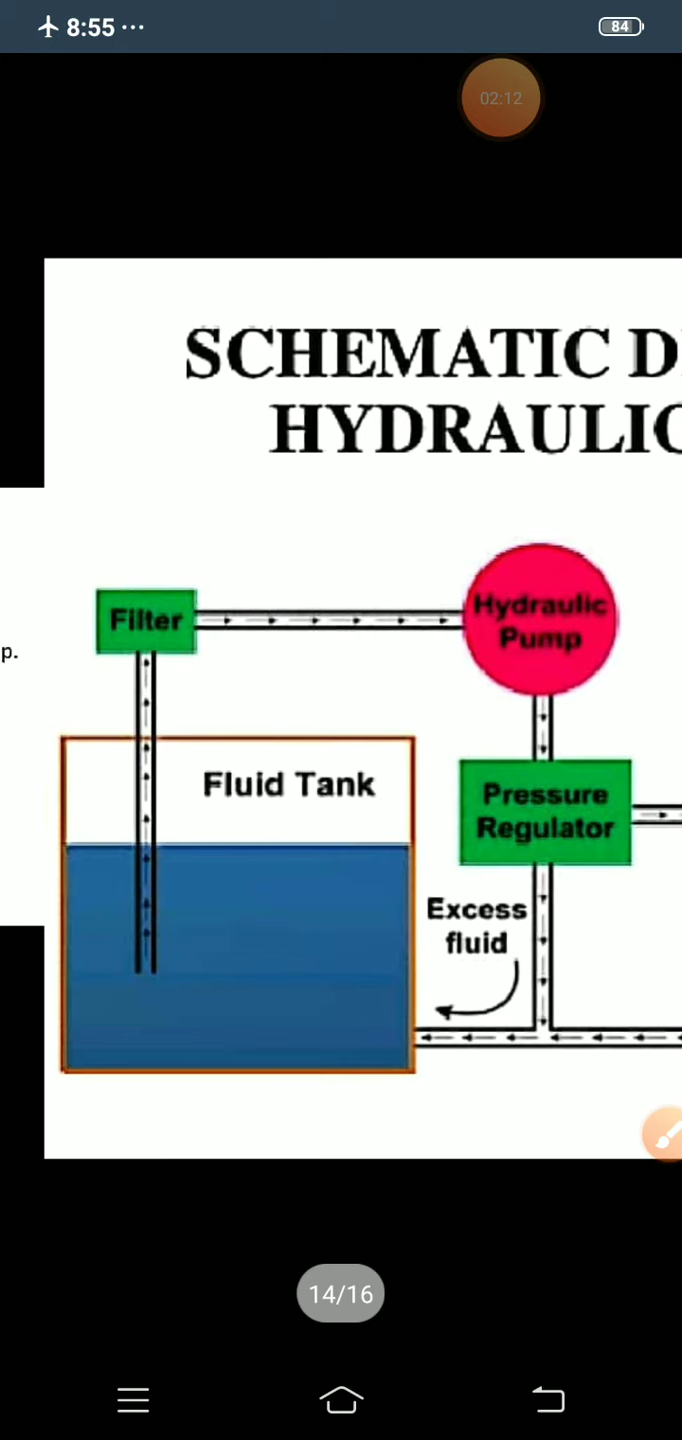 8:55 ...
84
02:12
SCHEMATIC D
HYDRAULIC
Filter
Hydraulic
Pump
p.
Fluid Tank
Pressure
Regulator
Excess
fluid
14/16